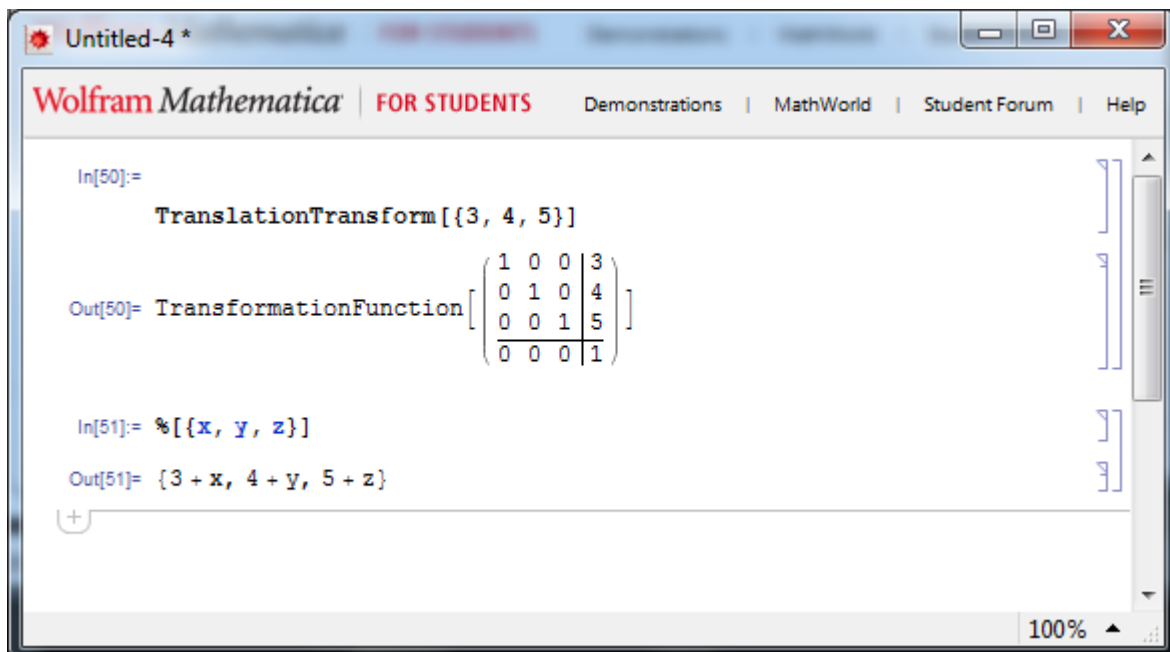 Untitled-4 *
Wolfram Mathematica | FOR STUDENTS Demonstrations | MathWorld | Student Forum | Help
In[50]:=
TranslationTransform[{3, 4, 5}]
1 0 0 3
0 1 0 4
Out[50]= TransformationFunction[ ]
0 0 1 5
0 0 0 1
In[51]:= %[{x, y, z}]
Out[51]= {3 + x, 4 + y, 5 + z}
100%